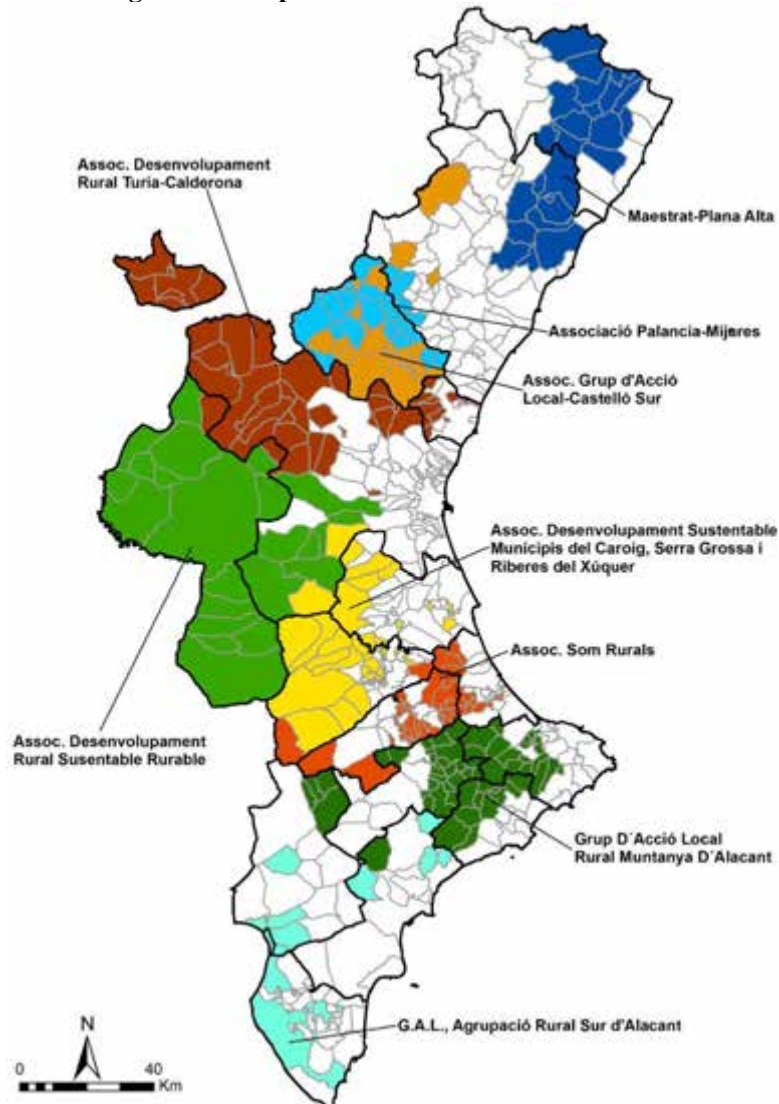 Assoc. Desenvolupament
Rural Turia-Calderona
Maestrat-Plana Alta
Associació Palancia-Mijares
Assoc. Grup d'Acció
Local-Castelló Sur
Assoc. Desenvolupament Sustentable
Municipis del Caroig, Serra Grossa i
Riberes del Xúquer
Assoc. Som Rurals
Assoc. Desenvolupament
Rural Susentable Rurable
Grup D´Acció Local
Rural Muntanya D´Alacant
G.A.L., Agrupació Rural Sur d'Alacant
N
0 40
Km